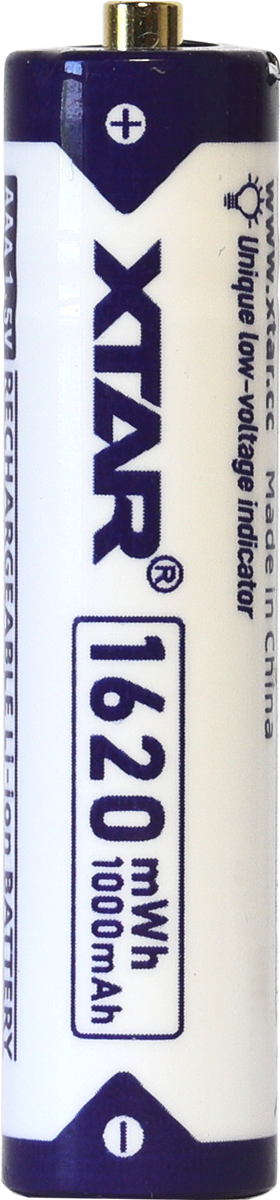 +
www.xtar.cc Made in China
Unique low-voltage indicator
XTAR®
1620 mWh
1000mAh
AAA 1.5V RECHARGEABLE Li-ion BATTERY
−